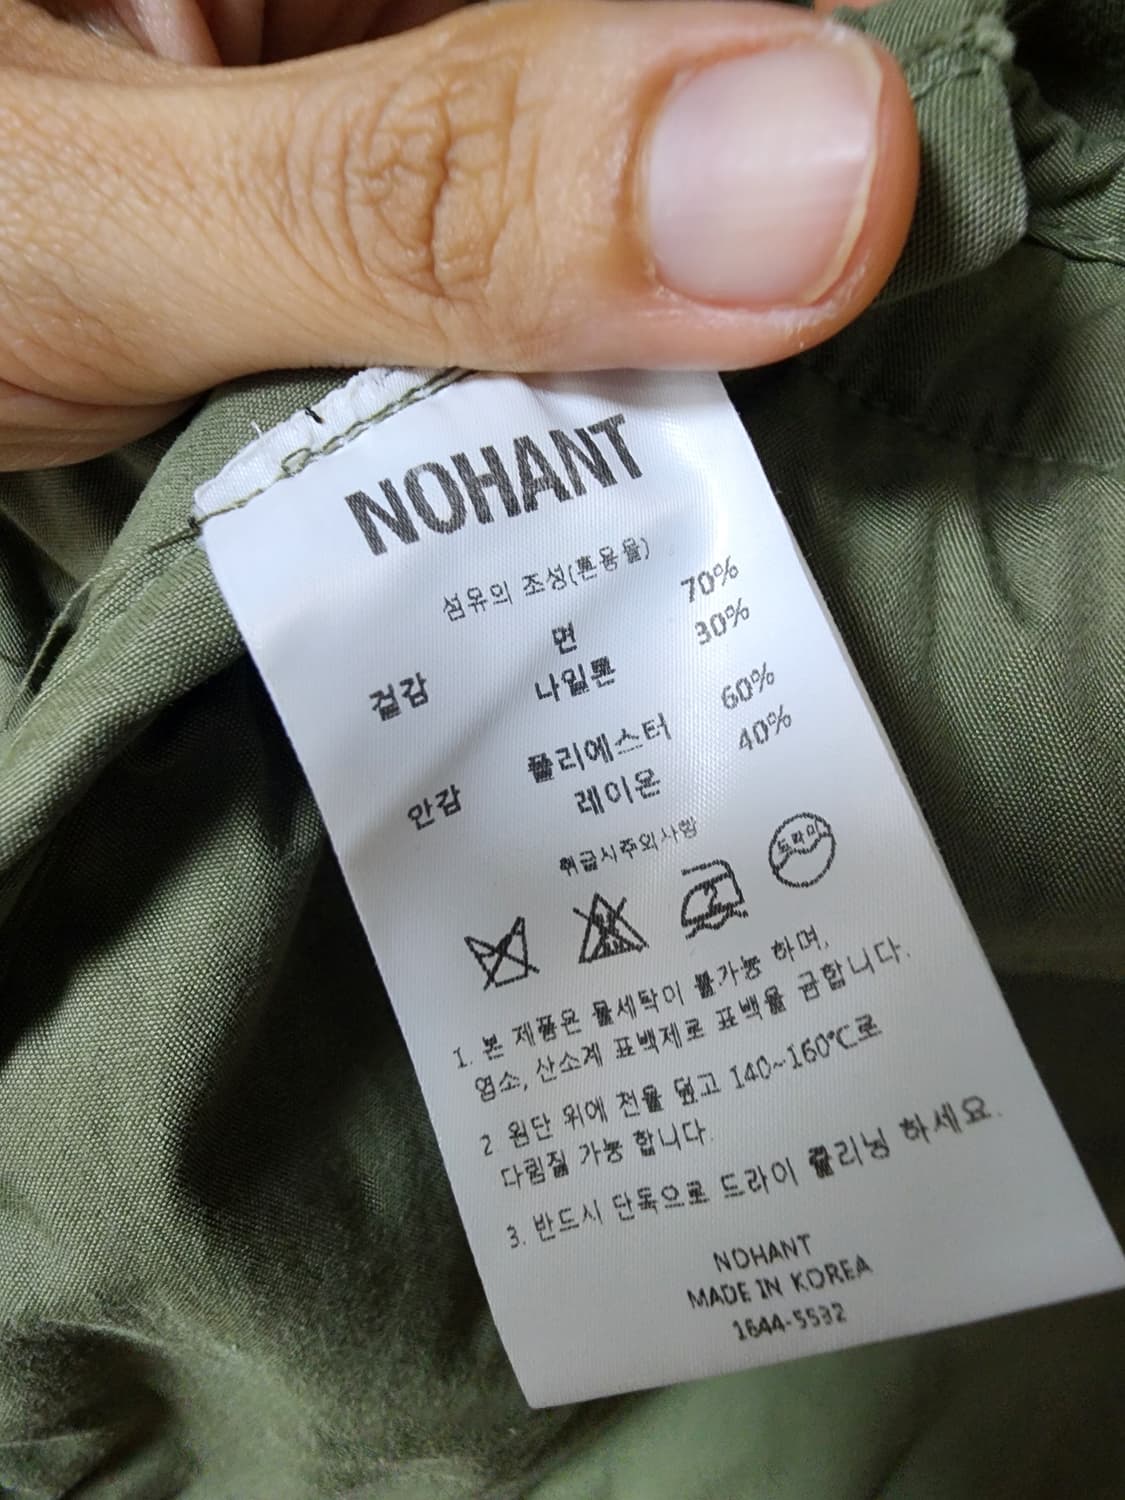 NOHANT
섬유의 조성(혼용율)
겉감 면 70%
나일론 30%
안감 폴리에스터 60%
레이온 40%
취급시주의사항
드라이
1. 본 제품은 물세탁이 불가능 하며,
염소, 산소계 표백제로 표백을 금합니다.
2 원단 위에 천을 덮고 140~160℃로
다림질 가능 합니다.
3. 반드시 단독으로 드라이 클리닝 하세요.
NOHANT
MADE IN KOREA
1644-5532